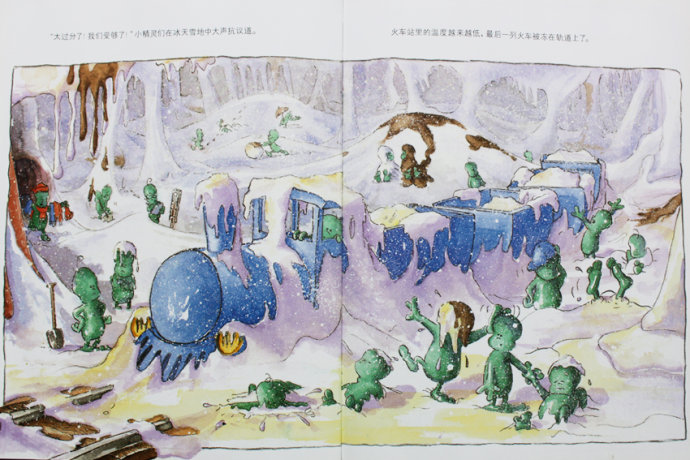 “太过分了！我们受够了！”小精灵们在冰天雪地中大声抗议道。
火车站里的温度越来越低，最后一列火车被冻在轨道上了。